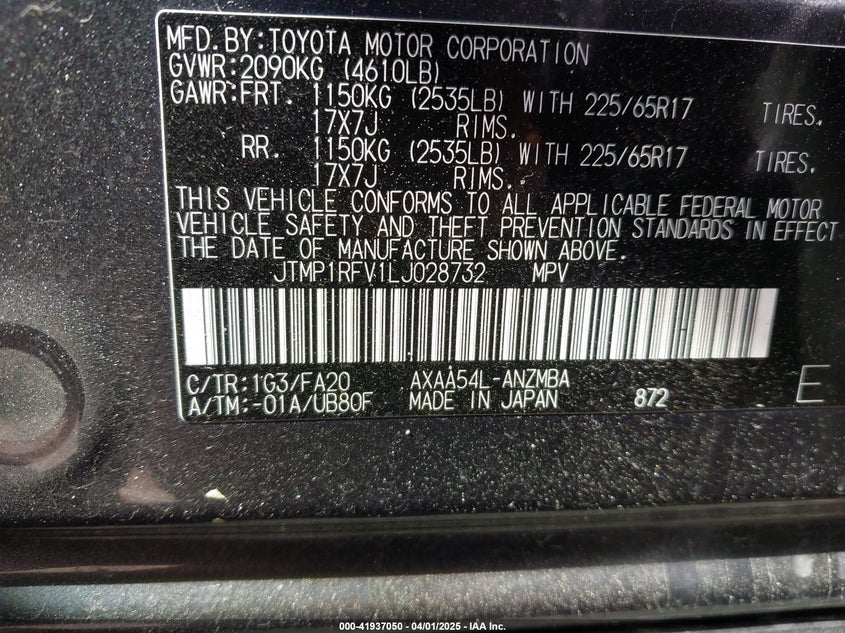 MFD.BY:TOYOTA MOTOR CORPORATION
GVWR:2090KG (4610LB)
GAWR:FRT. 1150KG (2535LB) WITH 225/65R17 TIRES,
17X7J RIMS.
RR. 1150KG (2535LB) WITH 225/65R17 TIRES.
17X7J RIMS.
THIS VEHICLE CONFORMS TO ALL APPLICABLE FEDERAL MOTOR
VEHICLE SAFETY AND THEFT PREVENTION STANDARDS IN EFFECT
THE DATE OF MANUFACTURE SHOWN ABOVE.
JTMP1RFV1LJ028732 MPV
C/TR:1G3/FA20 AXAA54L-ANZMBA
A/TM:-01A/UB80F MADE IN JAPAN 872 E
000-41937050 - 04/01/2025 - IAA Inc.